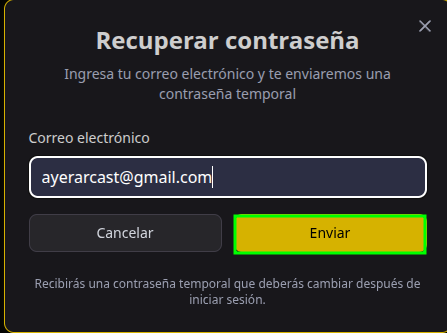 Recuperar contraseña
Ingresa tu correo electrónico y te enviaremos una
contraseña temporal
Correo electrónico
ayerarcast@gmail.com
Cancelar
Enviar
Recibirás una contraseña temporal que deberás cambiar después de
iniciar sesión.